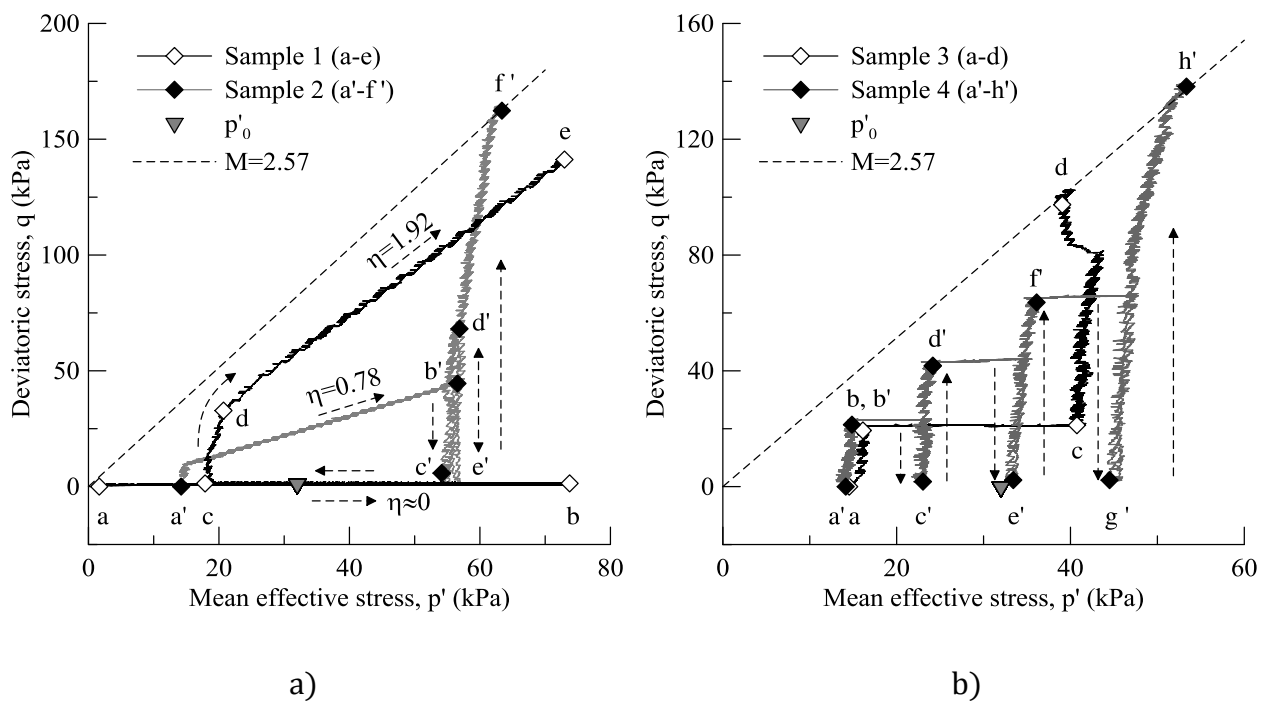 200
150
100
50
0
Deviatoric stress, q (kPa)
Sample 1 (a-e)
Sample 2 (a'-f ')
p'0
M=2.57
f '
e
η=1.92
d'
b'
η=0.78
d
c'
e'
η≈0
a
a'
c
b
0
20
40
60
80
Mean effective stress, p' (kPa)
a)
160
120
80
40
0
Deviatoric stress, q (kPa)
Sample 3 (a-d)
Sample 4 (a'-h')
p'0
M=2.57
h'
d
f'
d'
b, b'
c
a'
a
c'
e'
g '
0
20
40
60
Mean effective stress, p' (kPa)
b)